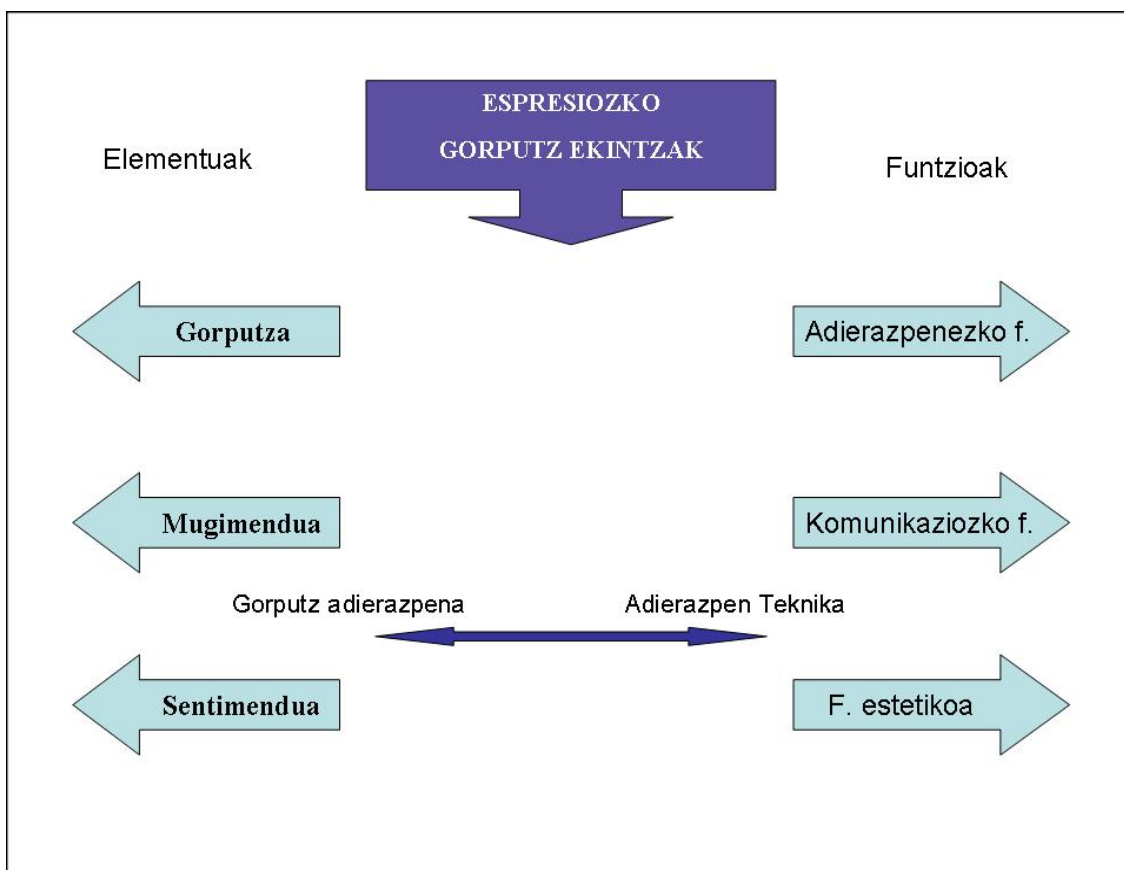 ESPRESIOZKO
GORPUTZ EKINTZAK
Elementuak
Funtzioak
Gorputza
Adierazpenezko f.
Mugimendua
Komunikaziozko f.
Gorputz adierazpena
Adierazpen Teknika
Sentimendua
F. estetikoa